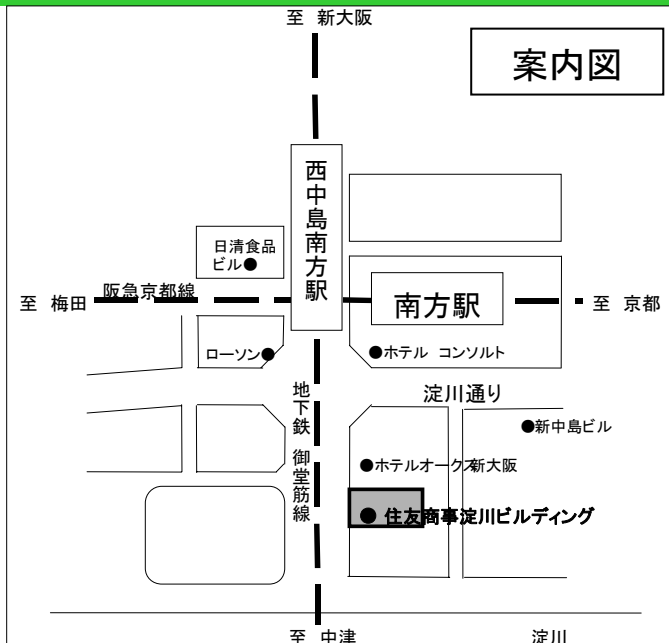 至 新大阪
案内図
西中島南方駅
日清食品
ビル●
阪急京都線
至 梅田
南方駅
至 京都
ローソン●
●ホテル コンソルト
地下鉄 御堂筋線
淀川通り
●新中島ビル
●ホテルオークス新大阪
● 住友商事淀川ビルディング
至 中津
淀川